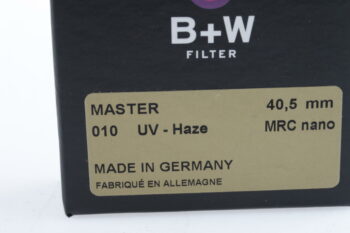 B+W
FILTER
MASTER 40,5 mm
010 UV - Haze MRC nano
MADE IN GERMANY
FABRIQUÉ EN ALLEMAGNE